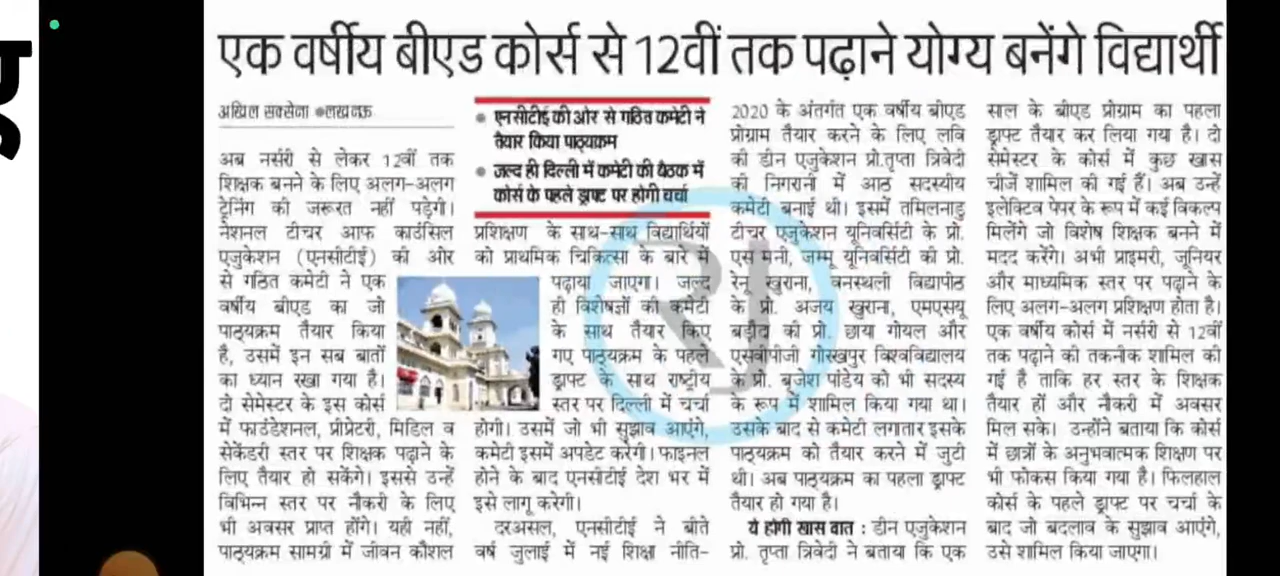 एक वर्षीय बीएड कोर्स से 12वीं तक पढ़ाने योग्य बनेंगे विद्यार्थी
अखिल सक्सेना ●लखनऊ
अब नर्सरी से लेकर 12वीं तक
शिक्षक बनने के लिए अलग-अलग
ट्रेनिंग की जरूरत नहीं पड़ेगी।
नेशनल टीचर आफ काउंसिल
एजुकेशन (एनसीटीई) की ओर
से गठित कमेटी ने एक
वर्षीय बीएड का जो
पाठ्यक्रम तैयार किया
है, उसमें इन सब बातों
का ध्यान रखा गया है।
दो सेमेस्टर के इस कोर्स
में फाउंडेशनल, प्रीप्रेटरी, मिडिल व
सेकेंडरी स्तर पर शिक्षक पढ़ाने के
लिए तैयार हो सकेंगे। इससे उन्हें
विभिन्न स्तर पर नौकरी के लिए
भी अवसर प्राप्त होंगे। यही नहीं,
पाठ्यक्रम सामग्री में जीवन कौशल
● एनसीटीई की ओर से गठित कमेटी ने
तैयार किया पाठ्यक्रम
● जल्द ही दिल्ली में कमेटी की बैठक में
कोर्स के पहले ड्राफ्ट पर होगी चर्चा
प्रशिक्षण के साथ-साथ विद्यार्थियों
को प्राथमिक चिकित्सा के बारे में
पढ़ाया जाएगा। जल्द
ही विशेषज्ञों की कमेटी
के साथ तैयार किए
गए पाठ्यक्रम के पहले
ड्राफ्ट के साथ राष्ट्रीय
स्तर पर दिल्ली में चर्चा
होगी। उसमें जो भी सुझाव आएंगे,
कमेटी इसमें अपडेट करेगी। फाइनल
होने के बाद एनसीटीई देश भर में
इसे लागू करेगी।
दरअसल, एनसीटीई ने बीते
वर्ष जुलाई में नई शिक्षा नीति-
2020 के अंतर्गत एक वर्षीय बीएड
प्रोग्राम तैयार करने के लिए लवि
की डीन एजुकेशन प्रो.तृप्ता त्रिवेदी
की निगरानी में आठ सदस्यीय
कमेटी बनाई थी। इसमें तमिलनाडु
टीचर एजुकेशन यूनिवर्सिटी के प्रो.
एस मनी, जम्मू यूनिवर्सिटी की प्रो.
रेनू खुराना, वनस्थली विद्यापीठ
के प्रो. अजय खुराना, एमएसयू
बड़ौदा की प्रो. छाया गोयल और
एसवीपीजी गोरखपुर विश्वविद्यालय
के प्रो. बृजेश पांडेय को भी सदस्य
के रूप में शामिल किया गया था।
उसके बाद से कमेटी लगातार इसके
पाठ्यक्रम को तैयार करने में जुटी
थी। अब पाठ्यक्रम का पहला ड्राफ्ट
तैयार हो गया है।
ये होगी खास बात : डीन एजुकेशन
प्रो. तृप्ता त्रिवेदी ने बताया कि एक
साल के बीएड प्रोग्राम का पहला
ड्राफ्ट तैयार कर लिया गया है। दो
सेमेस्टर के कोर्स में कुछ खास
चीजें शामिल की गई हैं। अब उन्हें
इलेक्टिव पेपर के रूप में कई विकल्प
मिलेंगे जो विशेष शिक्षक बनने में
मदद करेंगे। अभी प्राइमरी, जूनियर
और माध्यमिक स्तर पर पढ़ाने के
लिए अलग-अलग प्रशिक्षण होता है।
एक वर्षीय कोर्स में नर्सरी से 12वीं
तक पढ़ाने की तकनीक शामिल की
गई है ताकि हर स्तर के शिक्षक
तैयार हों और नौकरी में अवसर
मिल सके। उन्होंने बताया कि कोर्स
में छात्रों के अनुभवात्मक शिक्षण पर
भी फोकस किया गया है। फिलहाल
कोर्स के पहले ड्राफ्ट पर चर्चा के
बाद जो बदलाव के सुझाव आएंगे,
उसे शामिल किया जाएगा।